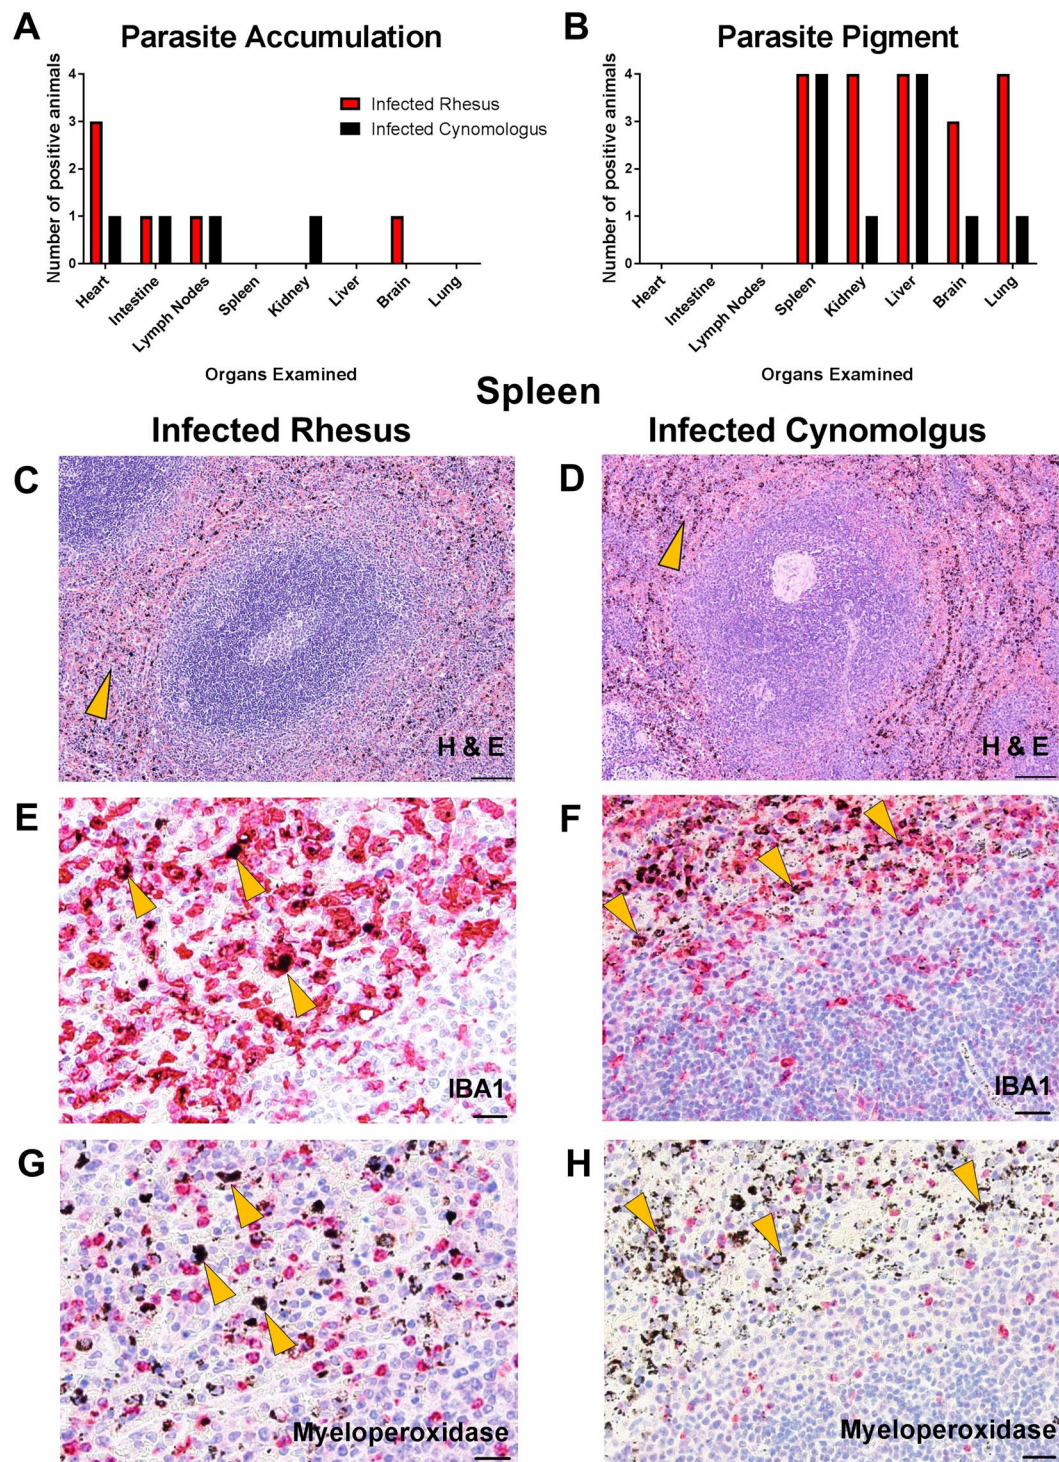 A
Parasite Accumulation
Number of positive animals
4
3
2
1
0
Infected Rhesus
Infected Cynomologus
Heart
Intestine
Lymph Nodes
Spleen
Kidney
Liver
Brain
Lung
Organs Examined
B
Parasite Pigment
Number of positive animals
4
3
2
1
0
Heart
Intestine
Lymph Nodes
Spleen
Kidney
Liver
Brain
Lung
Organs Examined
Spleen
Infected Rhesus
Infected Cynomolgus
C
H & E
D
H & E
E
IBA1
F
IBA1
G
Myeloperoxidase
H
Myeloperoxidase